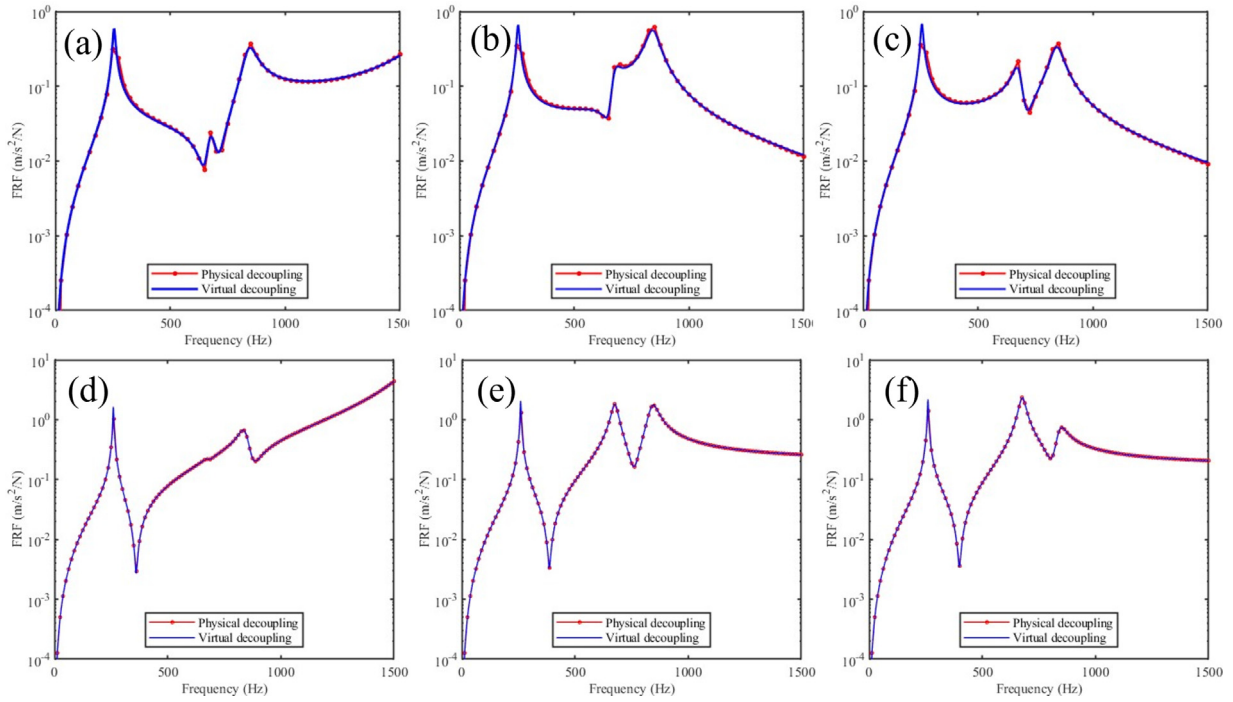 (a)
10^0
10^-1
10^-2
10^-3
10^-4
FRF (m/s^2/N)
Physical decoupling
Virtual decoupling
0 500 1000 150
Frequency (Hz)
(b)
10^0
10^-1
10^-2
10^-3
10^-4
FRF (m/s^2/N)
Physical decoupling
Virtual decoupling
0 500 1000 150
Frequency (Hz)
(c)
10^0
10^-1
10^-2
10^-3
10^-4
FRF (m/s^2/N)
Physical decoupling
Virtual decoupling
0 500 1000 1500
Frequency (Hz)
(d)
10^1
10^0
10^-1
10^-2
10^-3
10^-4
FRF (m/s^2/N)
Physical decoupling
Virtual decoupling
0 500 1000 1500
Frequency (Hz)
(e)
10^1
10^0
10^-1
10^-2
10^-3
10^-4
FRF (m/s^2/N)
Physical decoupling
Virtual decoupling
0 500 1000 1500
Frequency (Hz)
(f)
10^1
10^0
10^-1
10^-2
10^-3
10^-4
FRF (m/s^2/N)
Physical decoupling
Virtual decoupling
0 500 1000 1500
Frequency (Hz)